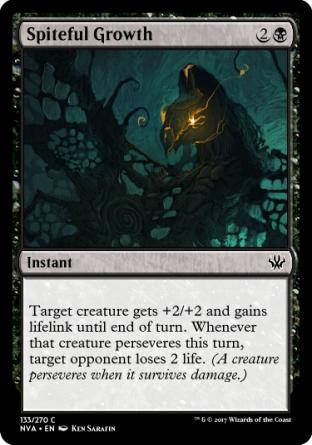 Spiteful Growth 2
Instant
Target creature gets +2/+2 and gains
lifelink until end of turn. Whenever
that creature perseveres this turn,
target opponent loses 2 life. (A creature
perseveres when it survives damage.)
133/270 C
NVA • EN Ken Sarafin
™ & © 2017 Wizards of the Coast